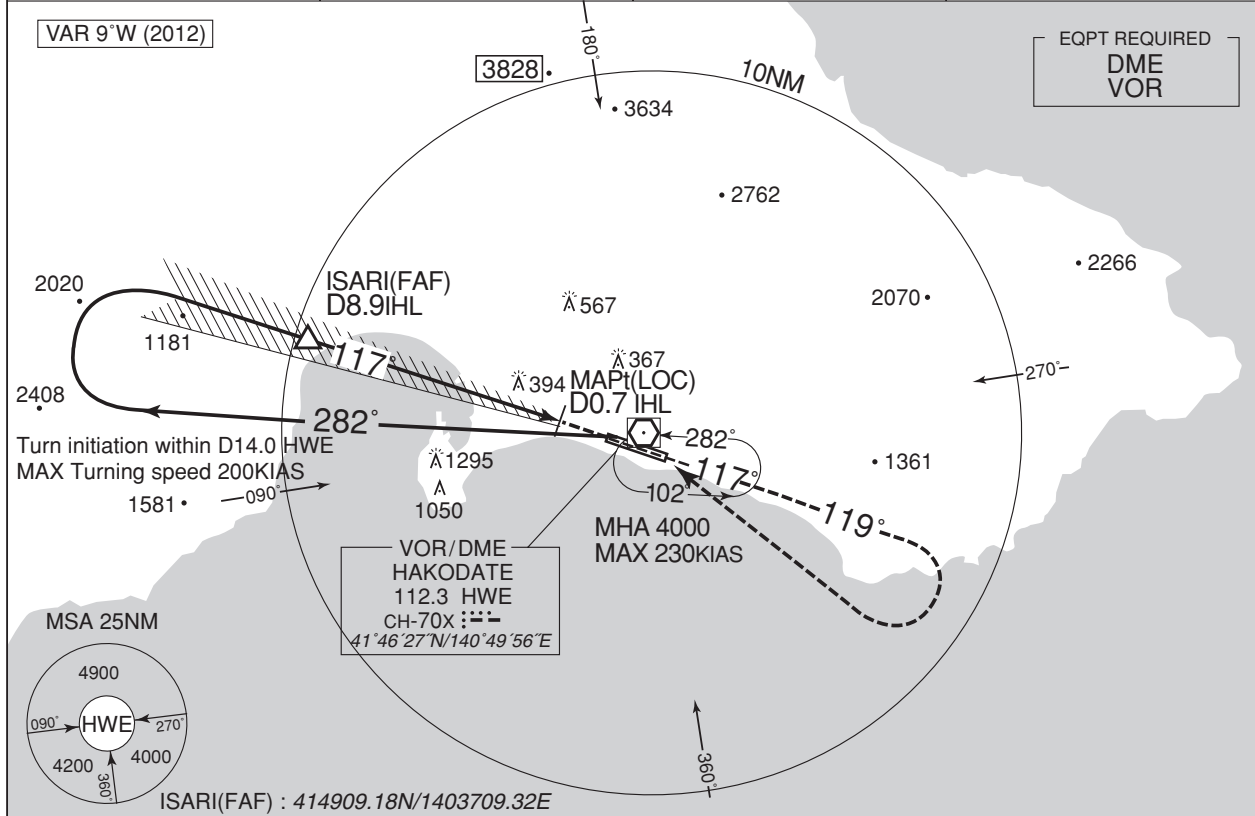 VAR 9°W (2012)
EQPT REQUIRED
DME
VOR
180°
3828
10NM
3634
2762
2266
2070
2020
ISARI(FAF)
D8.9IHL
567
1181
117°
367
394
MAPt(LOC)
D0.7 IHL
270°
2408
282°
282°
Turn initiation within D14.0 HWE
MAX Turning speed 200KIAS
1295
1361
117°
1581
090°
1050
102°
119°
MHA 4000
MAX 230KIAS
VOR/DME
HAKODATE
112.3 HWE
CH-70X
41°46´27˝N/140°49´56˝E
MSA 25NM
4900
090°
HWE
270°
4200
4000
360°
360°
ISARI(FAF) : 414909.18N/1403709.32E